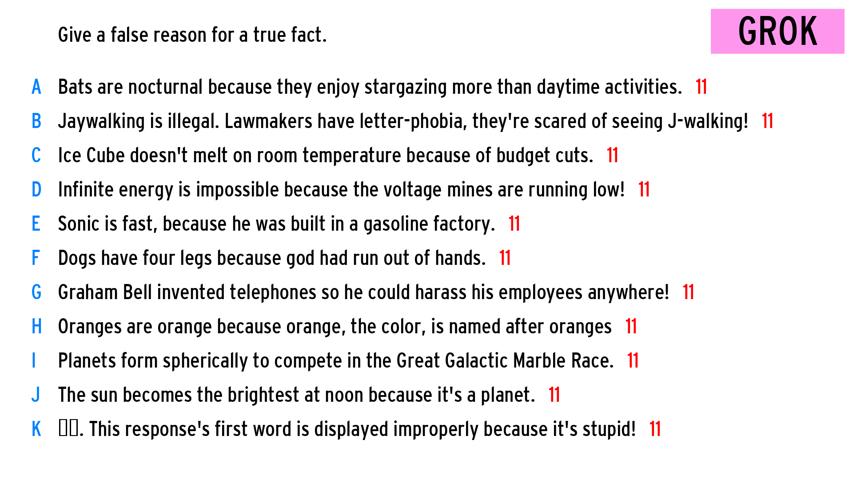 Give a false reason for a true fact.
GROK
A Bats are nocturnal because they enjoy stargazing more than daytime activities. 11
B Jaywalking is illegal. Lawmakers have letter-phobia, they're scared of seeing J-walking! 11
C Ice Cube doesn't melt on room temperature because of budget cuts. 11
D Infinite energy is impossible because the voltage mines are running low! 11
E Sonic is fast, because he was built in a gasoline factory. 11
F Dogs have four legs because god had run out of hands. 11
G Graham Bell invented telephones so he could harass his employees anywhere! 11
H Oranges are orange because orange, the color, is named after oranges 11
I Planets form spherically to compete in the Great Galactic Marble Race. 11
J The sun becomes the brightest at noon because it's a planet. 11
K . This response's first word is displayed improperly because it's stupid! 11